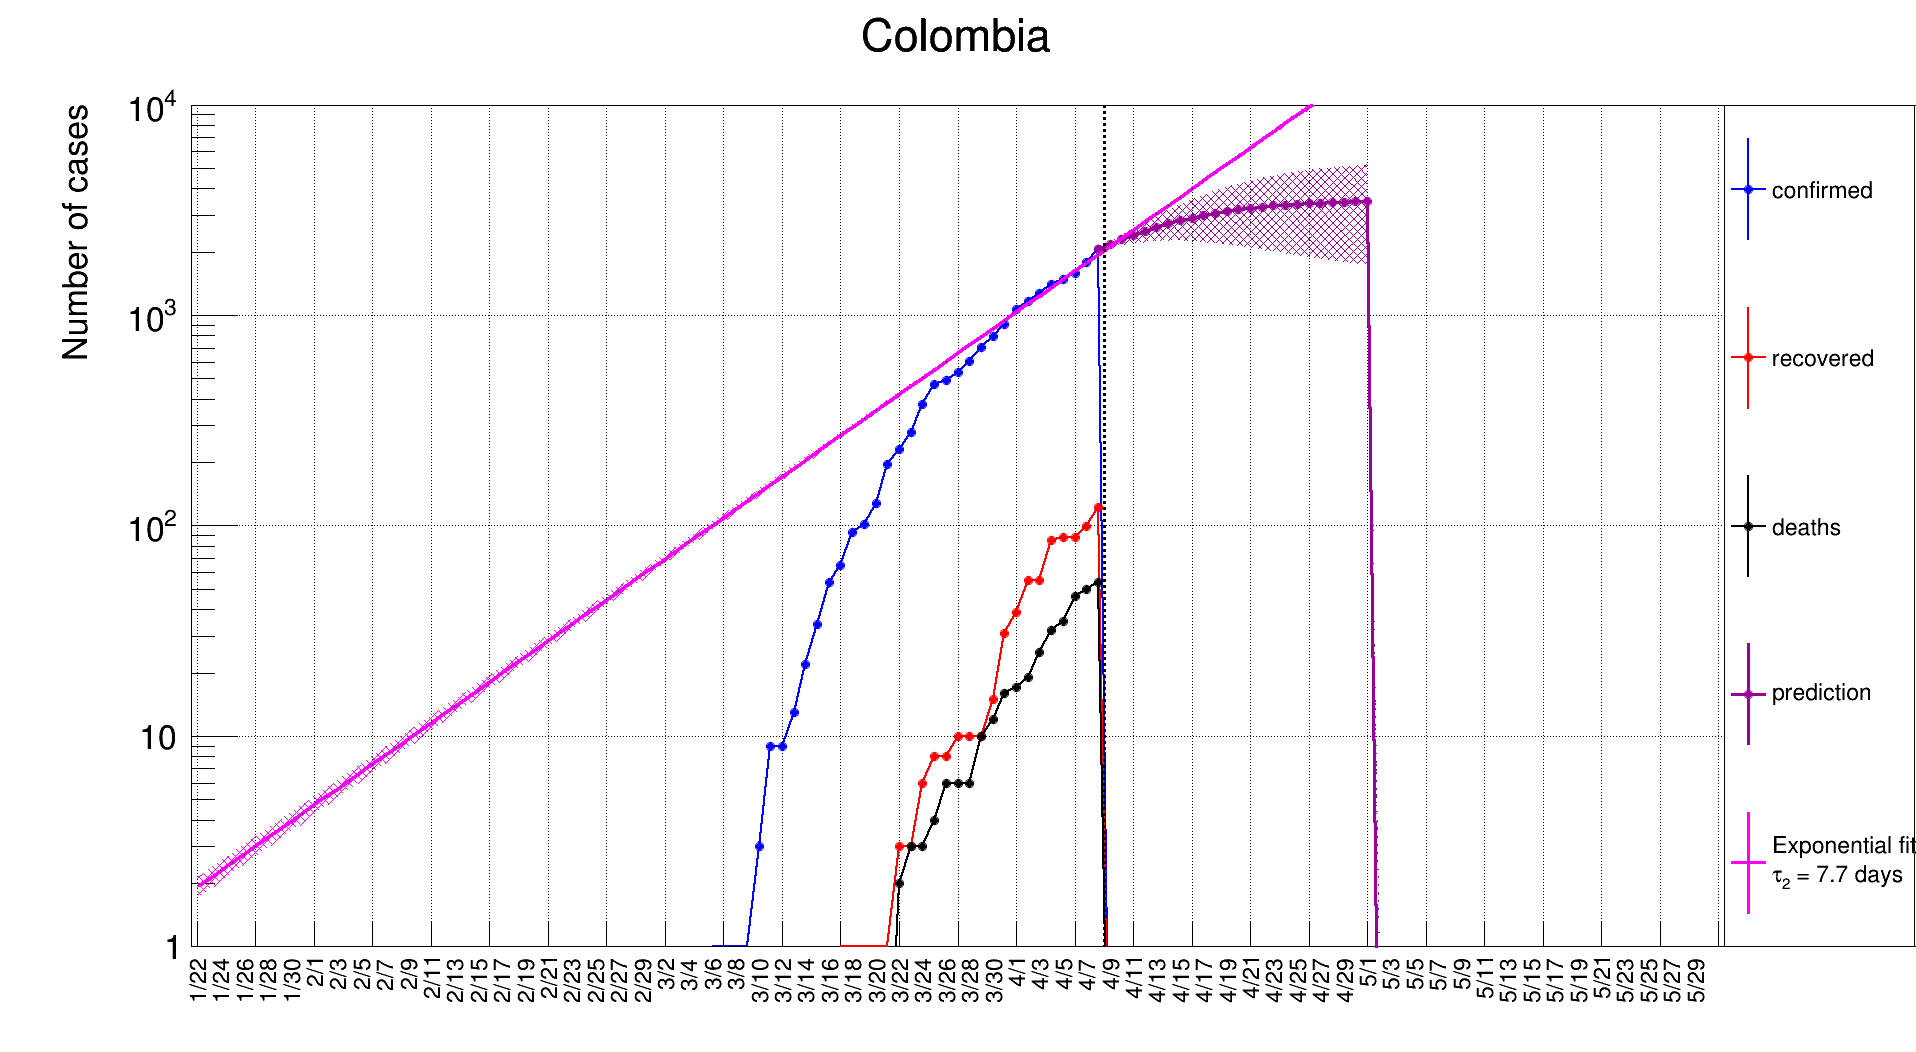 Colombia
Number of cases
10⁴
10³
10²
10
1
1/22 1/24 1/26 1/28 1/30 2/1 2/3 2/5 2/7 2/9 2/11 2/13 2/15 2/17 2/19 2/21 2/23 2/25 2/27 2/29 3/2 3/4 3/6 3/8 3/10 3/12 3/14 3/16 3/18 3/20 3/22 3/24 3/26 3/28 3/30 4/1 4/3 4/5 4/7 4/9 4/11 4/13 4/15 4/17 4/19 4/21 4/23 4/25 4/27 4/29 5/1 5/3 5/5 5/7 5/9 5/11 5/13 5/15 5/17 5/19 5/21 5/23 5/25 5/27 5/29
confirmed
recovered
deaths
prediction
Exponential fit
τ₂ = 7.7 days